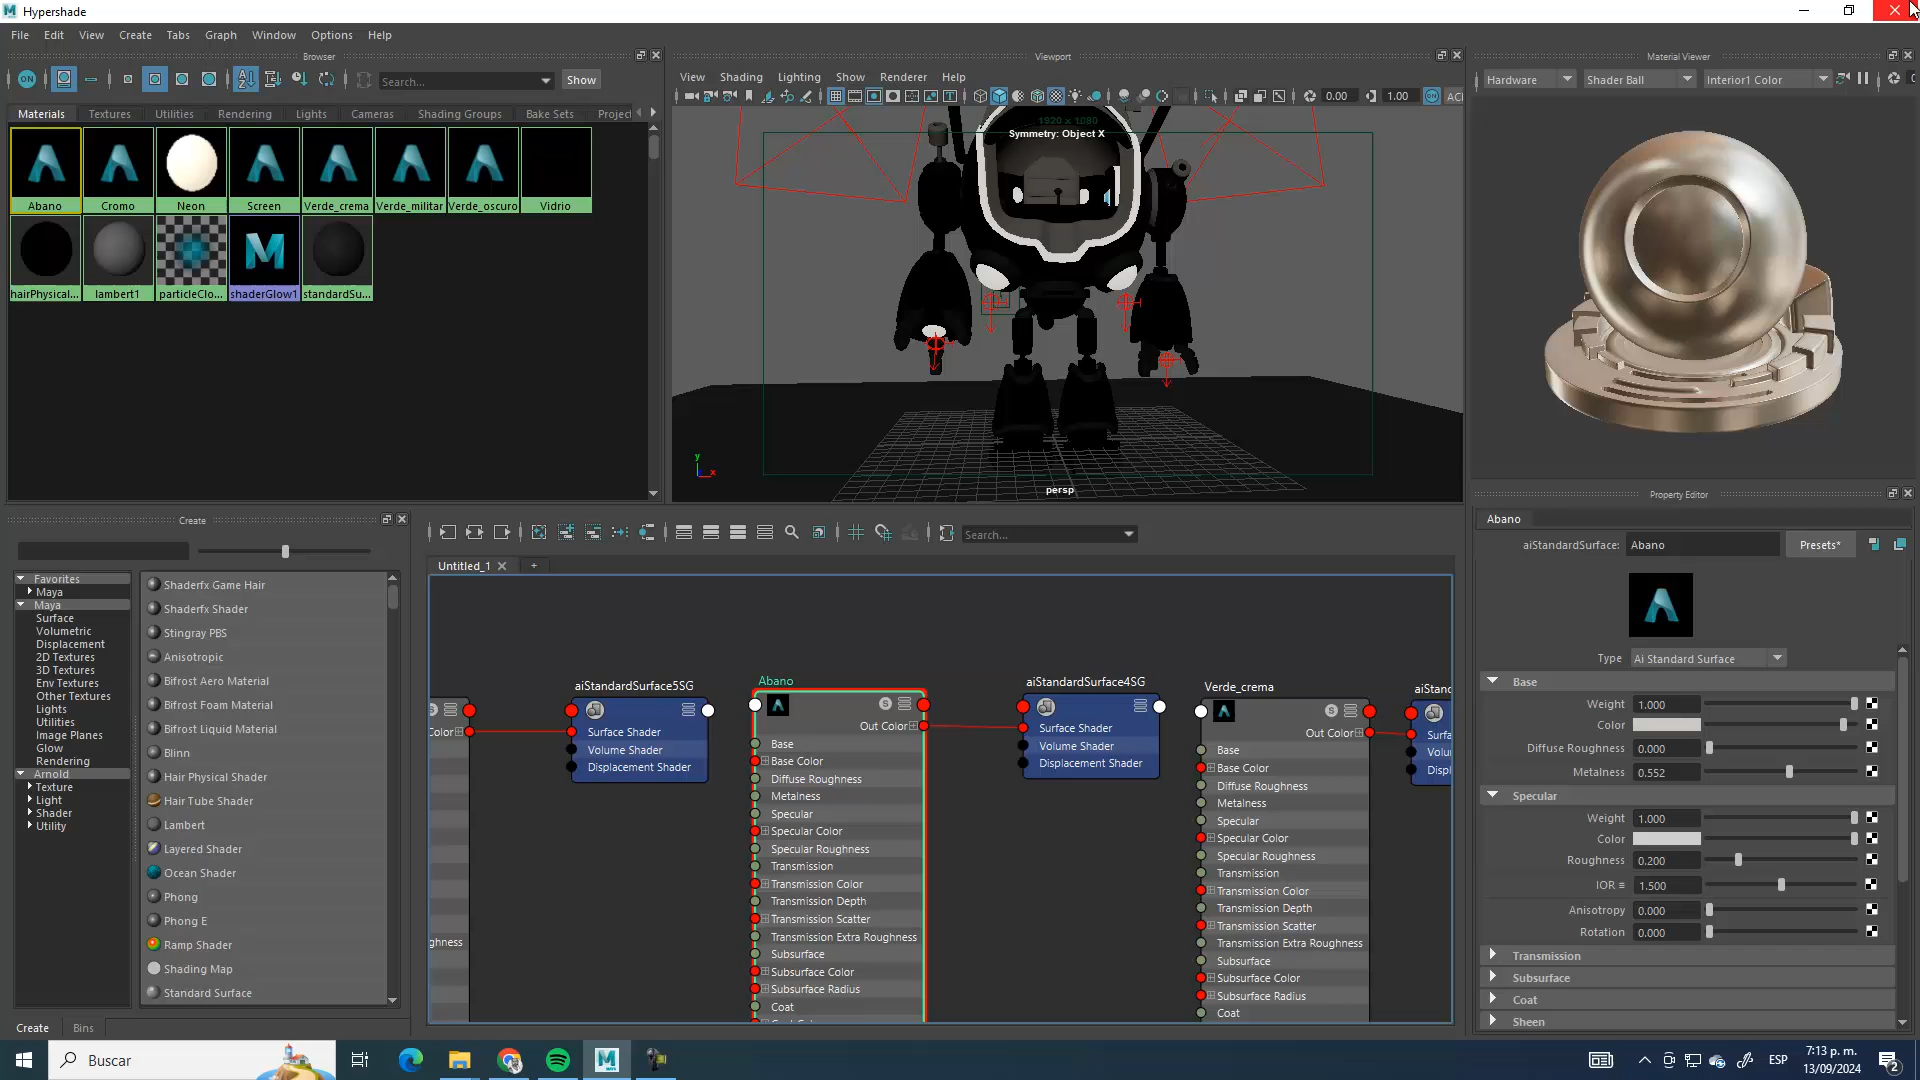 Hypershade
File Edit View Create Tabs Graph Window Options Help
Browser
ON
Search...
Show
Materials Textures Utilities Rendering Lights Cameras Shading Groups Bake Sets Project
Abano Cromo Neon Screen Verde_crema Verde_militar Verde_oscuro Vidrio
hairPhysical... lambert1 particleClo... shaderGlow1 standardSu...
Viewport
View Shading Lighting Show Renderer Help
0.00 1.00
1920 x 1080
Symmetry: Object X
y
x
persp
Material Viewer
Hardware Shader Ball Interior1 Color
Create
Favorites
Maya
Maya
Surface
Volumetric
Displacement
2D Textures
3D Textures
Env Textures
Other Textures
Lights
Utilities
Image Planes
Glow
Rendering
Arnold
Texture
Light
Shader
Utility
Shaderfx Game Hair
Shaderfx Shader
Stingray PBS
Anisotropic
Bifrost Aero Material
Bifrost Foam Material
Bifrost Liquid Material
Blinn
Hair Physical Shader
Hair Tube Shader
Lambert
Layered Shader
Ocean Shader
Phong
Phong E
Ramp Shader
Shading Map
Standard Surface
Create Bins
Search...
Untitled_1
+
Color
ghness
aiStandardSurface5SG
Surface Shader
Volume Shader
Displacement Shader
Abano
Out Color
Base
Base Color
Diffuse Roughness
Metalness
Specular
Specular Color
Specular Roughness
Transmission
Transmission Color
Transmission Depth
Transmission Scatter
Transmission Extra Roughness
Subsurface
Subsurface Color
Subsurface Radius
Coat
aiStandardSurface4SG
Surface Shader
Volume Shader
Displacement Shader
Verde_crema
Out Color
Base
Base Color
Diffuse Roughness
Metalness
Specular
Specular Color
Specular Roughness
Transmission
Transmission Color
Transmission Depth
Transmission Scatter
Transmission Extra Roughness
Subsurface
Subsurface Color
Subsurface Radius
Coat
aiStand
Surfa
Volu
Displ
Property Editor
Abano
aiStandardSurface: Abano Presets*
Type Ai Standard Surface
Base
Weight 1.000
Color
Diffuse Roughness 0.000
Metalness 0.552
Specular
Weight 1.000
Color
Roughness 0.200
IOR 1.500
Anisotropy 0.000
Rotation 0.000
Transmission
Subsurface
Coat
Sheen
Buscar
ESP
7:13 p. m.
13/09/2024
2